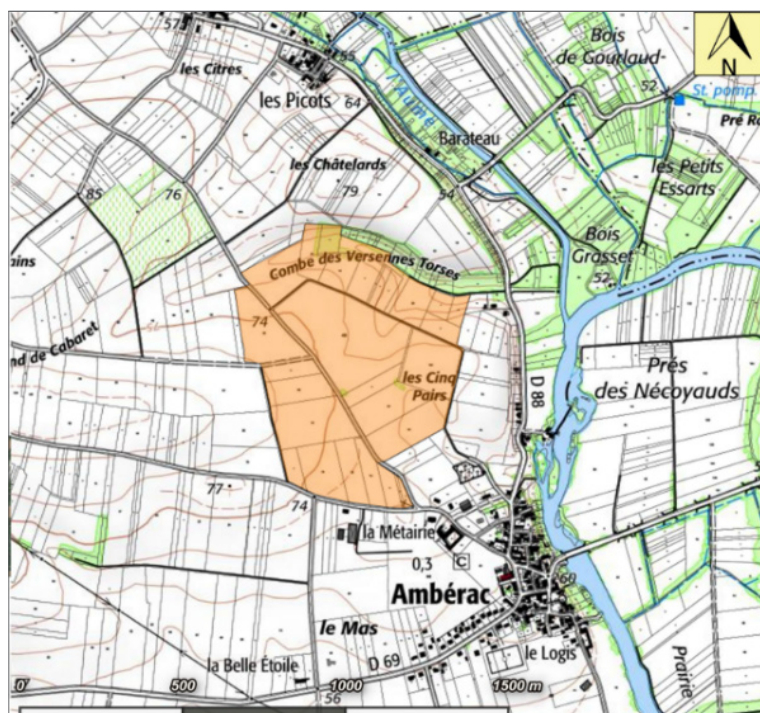 57
les Citres
les Picots
55
64
l'Aume
Bois
de Gourlaud
N
52
St. pomp.
Pré Ro
Barateau
les Châtelards
79
85
76
54
les Petits
Essarts
Bois
Grasset
52
ains
Combe des Versennes Torses
74
nd de Cabaret
les Cinq
Pairs
D 88
Prés
des Nécoyauds
77
74
la Métairie
C
0,3
60
Ambérac
le Mas
la Belle Étoile
D 69
le Logis
Prairie
56
0
500
1000
1500 m